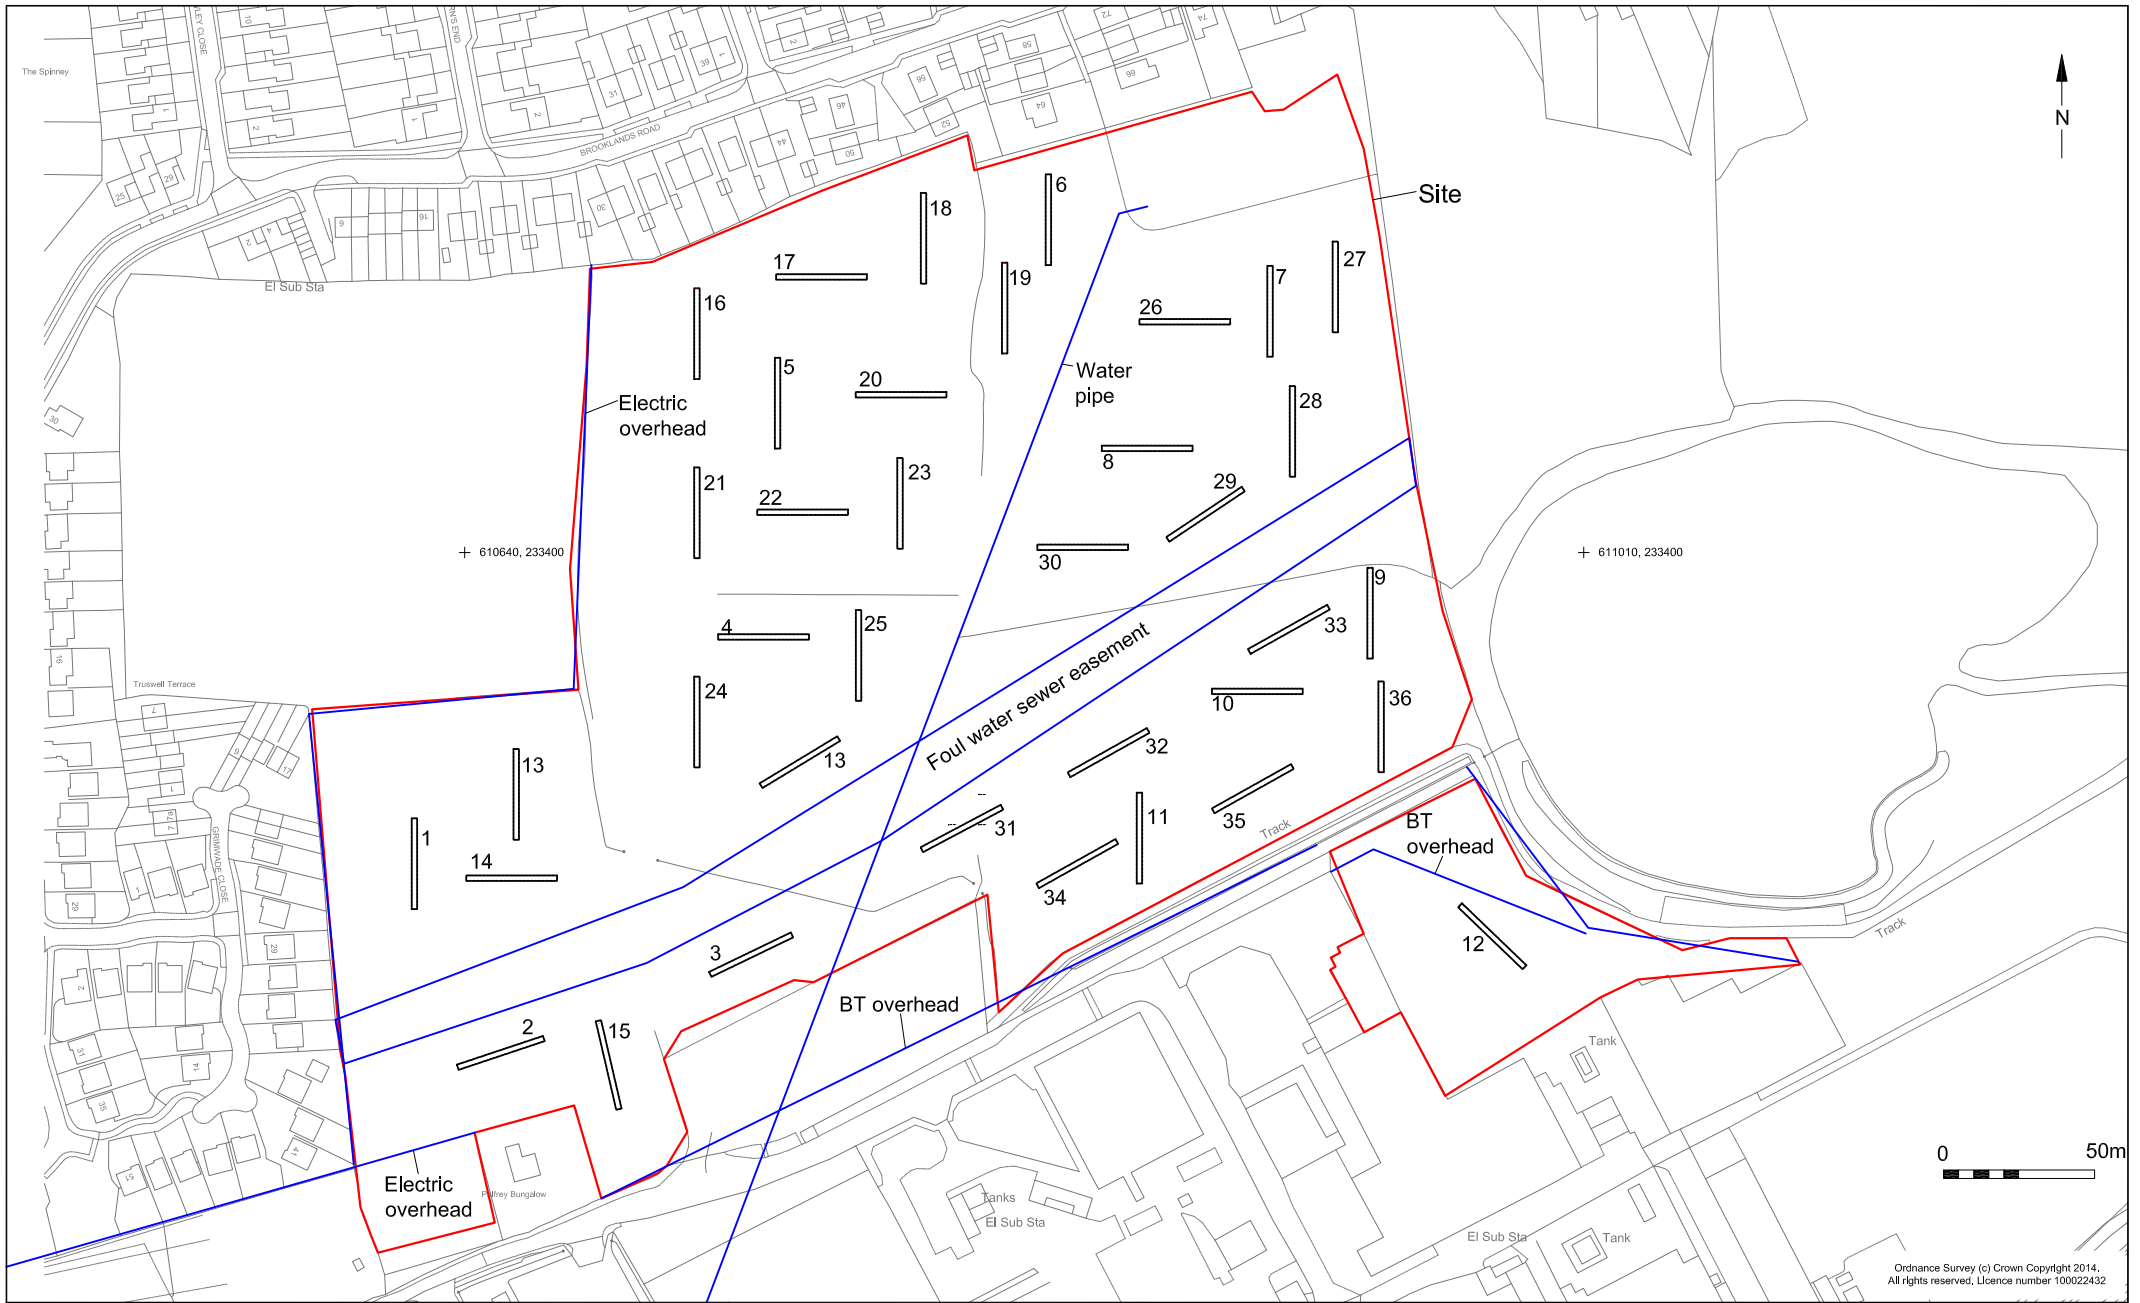 The Spinney
BROOKLANDS ROAD
N
Site
El Sub Sta
6
18
27
17
19
7
16
26
5
Water
pipe
20
Electric
overhead
28
8
23
29
21
22
610640, 233400
611010, 233400
30
9
25
33
4
Foul water sewer easement
Truswell Terrace
24
10
36
32
13
13
GRIMWADE CLOSE
1
31
11
35
Track
BT
overhead
14
34
Track
12
3
BT overhead
2
15
Tank
0 50m
Electric
overhead
Tanks
El Sub Sta
El Sub Sta
Tank
Ordnance Survey (c) Crown Copyright 2014.
All rights reserved. Licence number 100022432